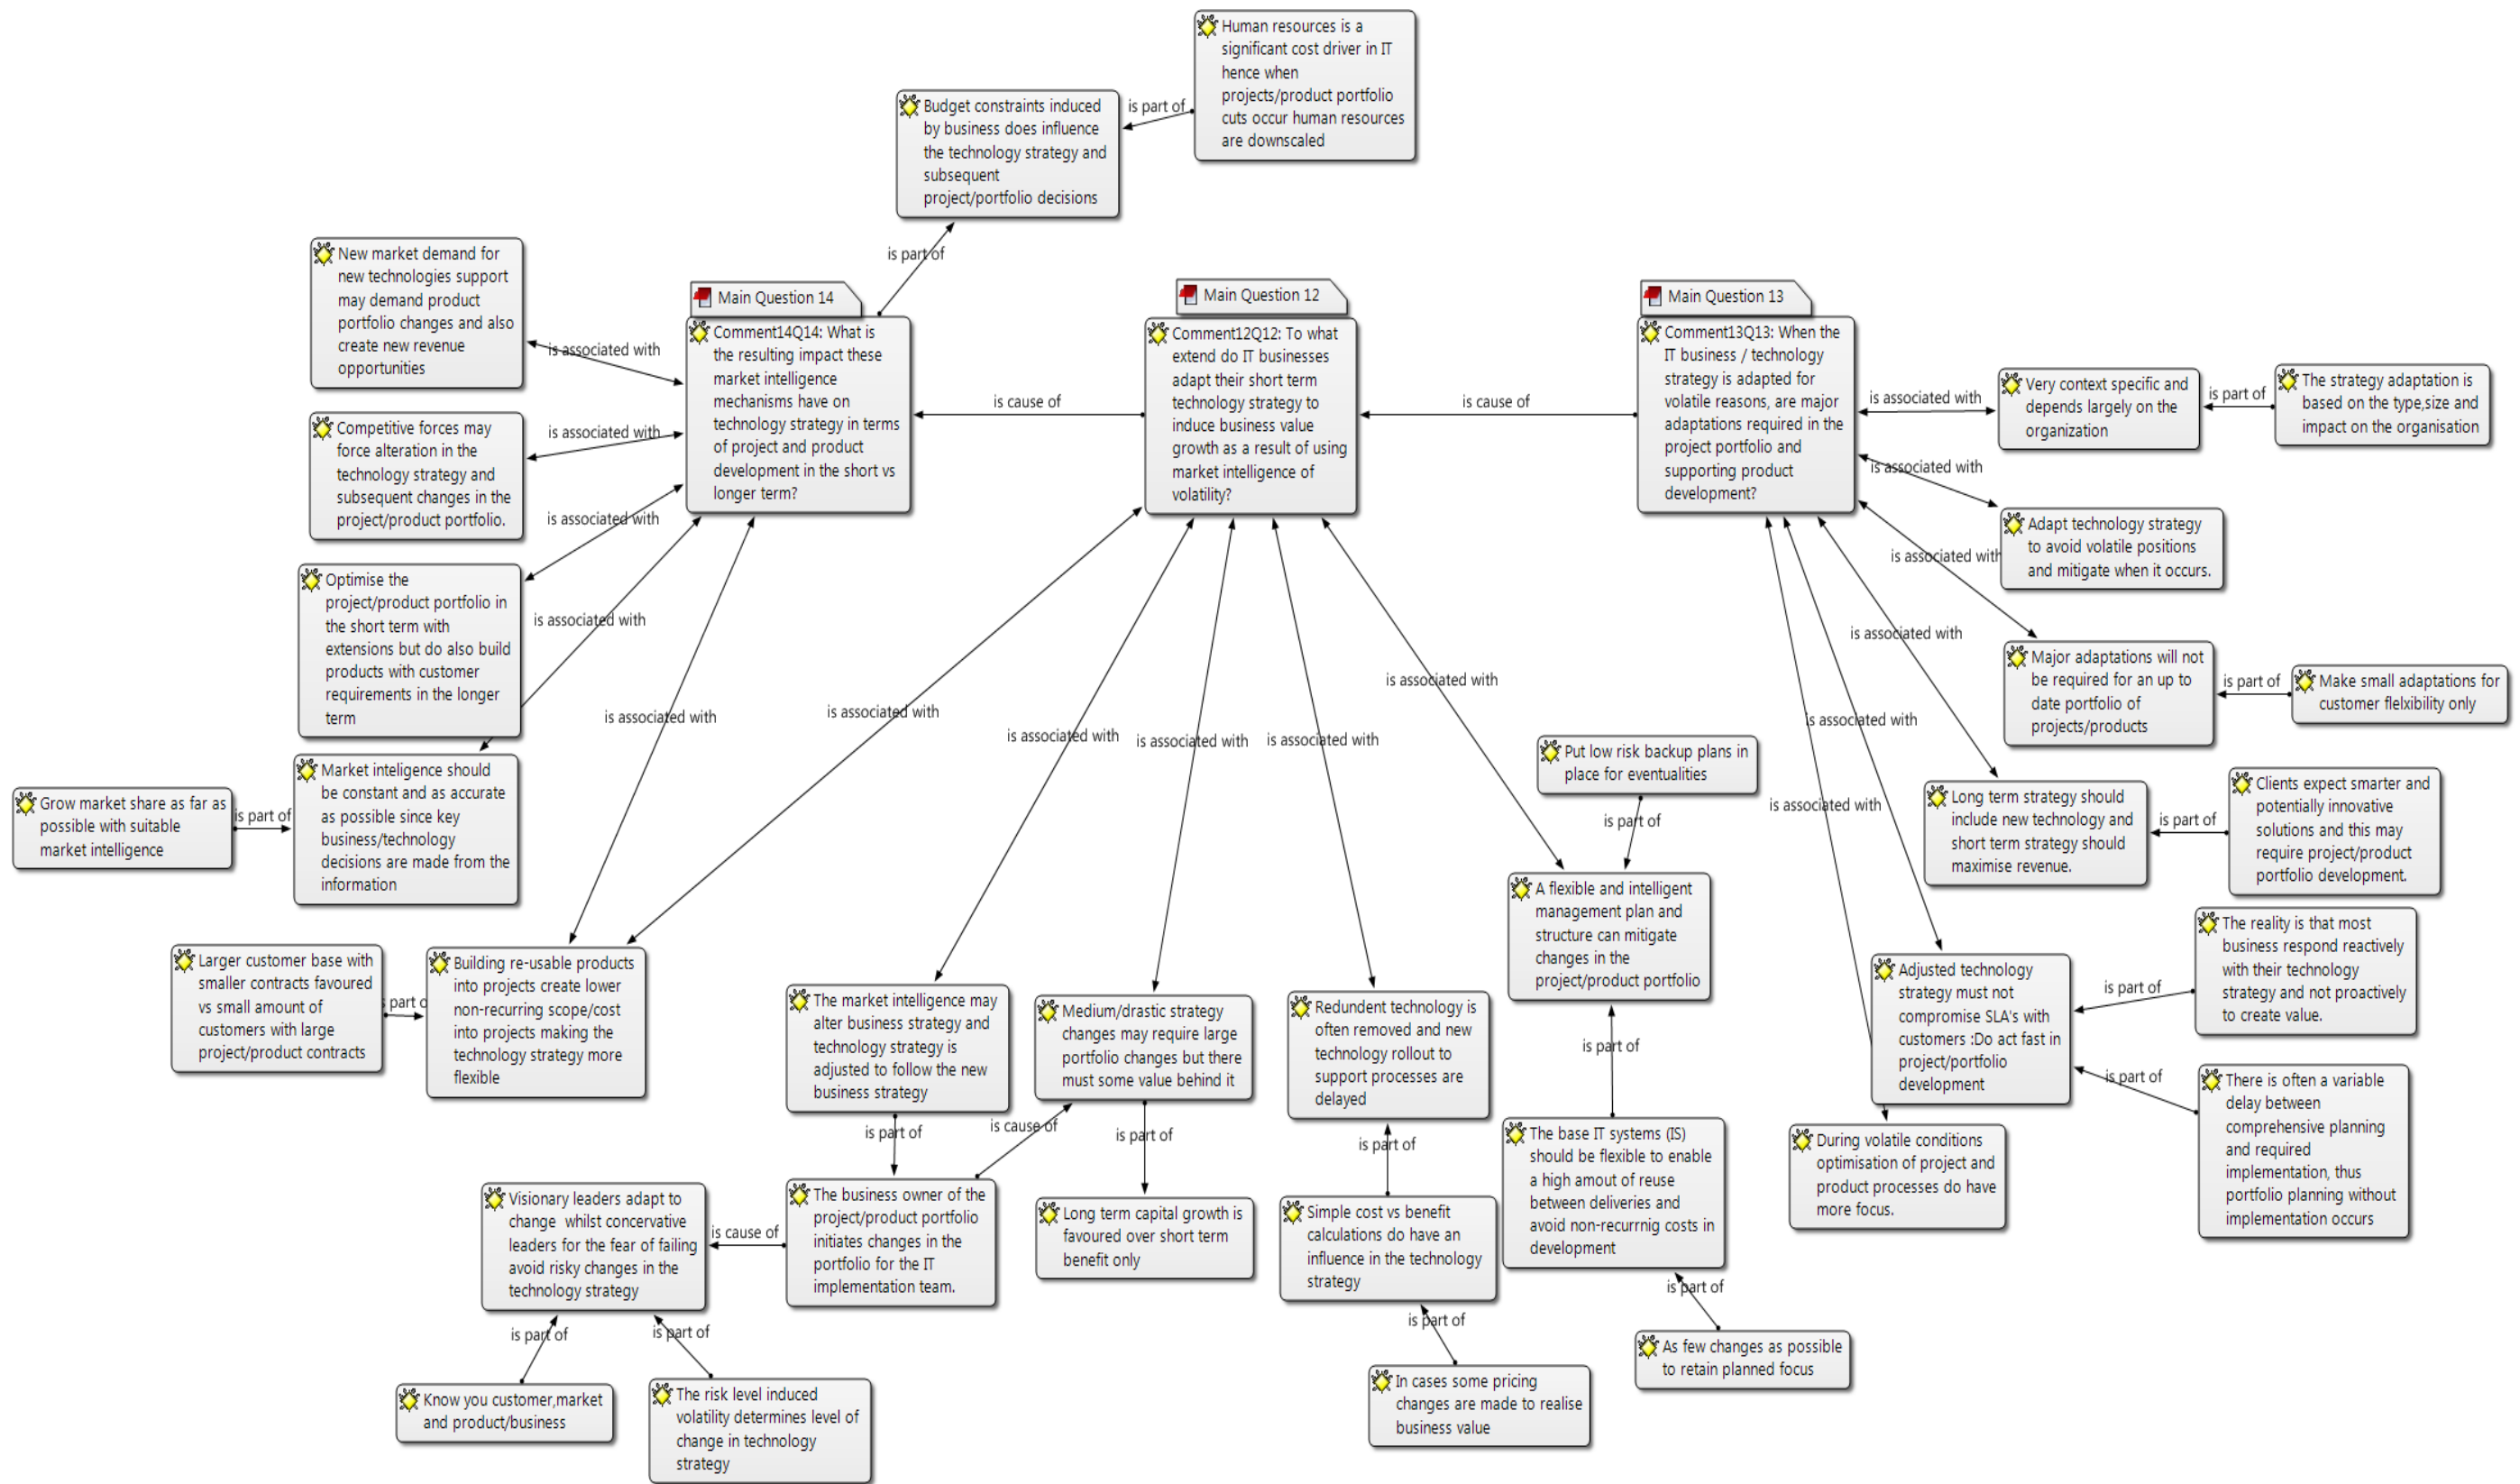 Human resources is a
significant cost driver in IT
hence when
projects/product portfolio
cuts occur human resources
are downscaled
is part of
Budget constraints induced
by business does influence
the technology strategy and
subsequent
project/portfolio decisions
is part of
New market demand for
new technologies support
may demand product
portfolio changes and also
create new revenue
opportunities
is associated with
Main Question 14
Comment14Q14: What is
the resulting impact these
market intelligence
mechanisms have on
technology strategy in terms
of project and product
development in the short vs
longer term?
is cause of
Main Question 12
Comment12Q12: To what
extend do IT businesses
adapt their short term
technology strategy to
induce business value
growth as a result of using
market intelligence of
volatility?
is cause of
Main Question 13
Comment13Q13: When the
IT business / technology
strategy is adapted for
volatile reasons, are major
adaptations required in the
project portfolio and
supporting product
development?
is associated with
Very context specific and
depends largely on the
organization
is part of
The strategy adaptation is
based on the type,size and
impact on the organisation
Competitive forces may
force alteration in the
technology strategy and
subsequent changes in the
project/product portfolio.
is associated with
is associated with
Adapt technology strategy
to avoid volatile positions
and mitigate when it occurs.
Optimise the
project/product portfolio in
the short term with
extensions but do also build
products with customer
requirements in the longer
term
is associated with
is associated with
Major adaptations will not
be required for an up to
date portfolio of
projects/products
is part of
Make small adaptations for
customer flelxibility only
Grow market share as far as
possible with suitable
market intelligence
is part of
Market inteligence should
be constant and as accurate
as possible since key
business/technology
decisions are made from the
information
is associated with
is associated with
is associated with
is associated with
is associated with
is associated with
is associated with
is associated with
is associated with
is associated with
Put low risk backup plans in
place for eventualities
is part of
Long term strategy should
include new technology and
short term strategy should
maximise revenue.
is part of
Clients expect smarter and
potentially innovative
solutions and this may
require project/product
portfolio development.
Larger customer base with
smaller contracts favoured
vs small amount of
customers with large
project/product contracts
part
Building re-usable products
into projects create lower
non-recurring scope/cost
into projects making the
technology strategy more
flexible
The market intelligence may
alter business strategy and
technology strategy is
adjusted to follow the new
business strategy
is part of
Medium/drastic strategy
changes may require large
portfolio changes but there
must some value behind it
is cause of
is part of
Redundent technology is
often removed and new
technology rollout to
support processes are
delayed
is part of
A flexible and intelligent
management plan and
structure can mitigate
changes in the
project/product portfolio
is part of
Adjusted technology
strategy must not
compromise SLA's with
customers :Do act fast in
project/portfolio
development
is part of
The reality is that most
business respond reactively
with their technology
strategy and not proactively
to create value.
is part of
There is often a variable
delay between
comprehensive planning
and required
implementation, thus
portfolio planning without
implementation occurs
During volatile conditions
optimisation of project and
product processes do have
more focus.
Visionary leaders adapt to
change whilst concervative
leaders for the fear of failing
avoid risky changes in the
technology strategy
is cause of
The business owner of the
project/product portfolio
initiates changes in the
portfolio for the IT
implementation team.
Long term capital growth is
favoured over short term
benefit only
Simple cost vs benefit
calculations do have an
influence in the technology
strategy
The base IT systems (IS)
should be flexible to enable
a high amout of reuse
between deliveries and
avoid non-recurrnig costs in
development
is part of
is part of
is part of
is part of
Know you customer,market
and product/business
The risk level induced
volatility determines level of
change in technology
strategy
In cases some pricing
changes are made to realise
business value
As few changes as possible
to retain planned focus